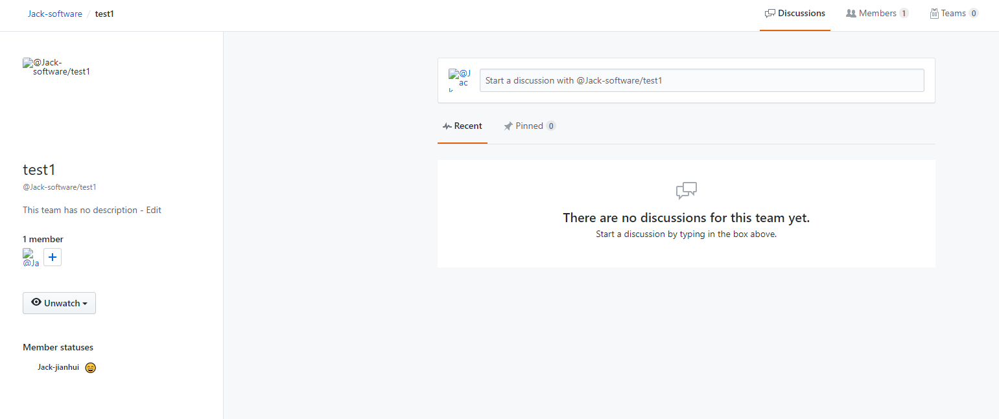 Jack-software / test1
Discussions Members 1 Teams 0
@Jack-
software/test1
test1
@Jack-software/test1
This team has no description - Edit
1 member
@Ja
Unwatch
Member statuses
Jack-jianhui
@J
ac
k
Start a discussion with @Jack-software/test1
Recent Pinned 0
There are no discussions for this team yet.
Start a discussion by typing in the box above.